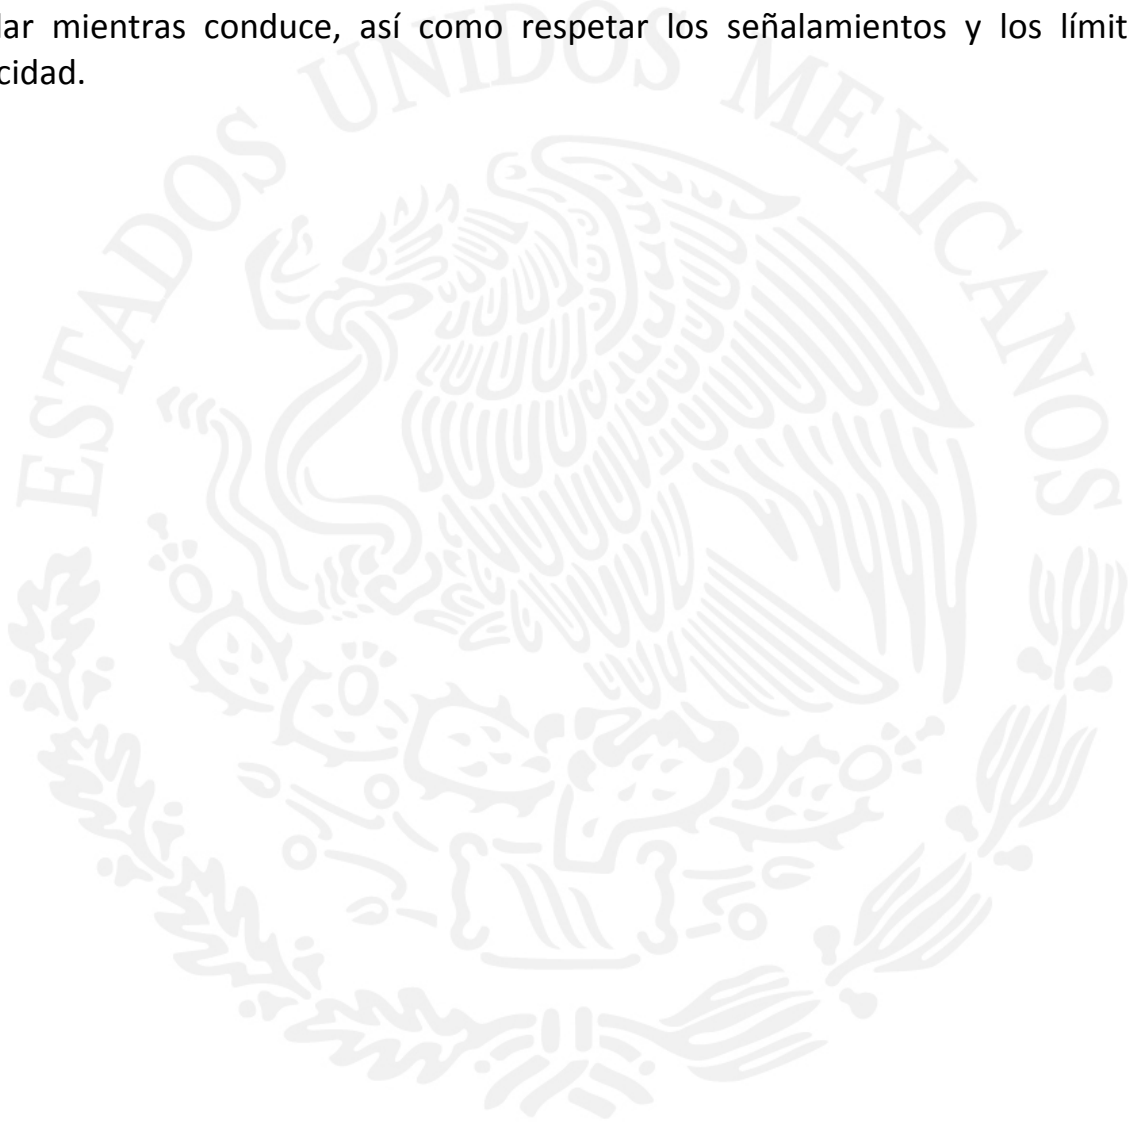 lar mientras conduce, así como respetar los señalamientos y los límit
cidad.
ESTADOS UNIDOS MEXICANOS